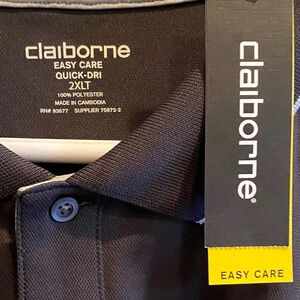 claiborne
EASY CARE
QUICK-DRI
2XLT
100% POLYESTER
MADE IN CAMBODIA
RN# 93677 SUPPLIER 75872-2
claiborne®
EASY CARE